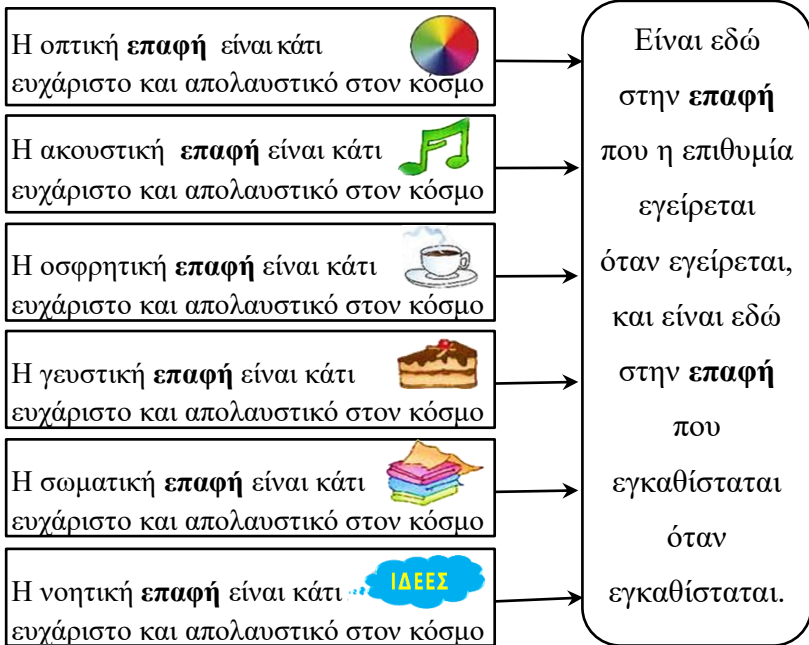 Η οπτική επαφή είναι κάτι
ευχάριστο και απολαυστικό στον κόσμο
Η ακουστική επαφή είναι κάτι
ευχάριστο και απολαυστικό στον κόσμο
Η οσφρητική επαφή είναι κάτι
ευχάριστο και απολαυστικό στον κόσμο
Η γευστική επαφή είναι κάτι
ευχάριστο και απολαυστικό στον κόσμο
Η σωματική επαφή είναι κάτι
ευχάριστο και απολαυστικό στον κόσμο
Η νοητική επαφή είναι κάτι
ΙΔΕΕΣ
ευχάριστο και απολαυστικό στον κόσμο
Είναι εδώ
στην επαφή
που η επιθυμία
εγείρεται
όταν εγείρεται,
και είναι εδώ
στην επαφή
που
εγκαθίσταται
όταν
εγκαθίσταται.